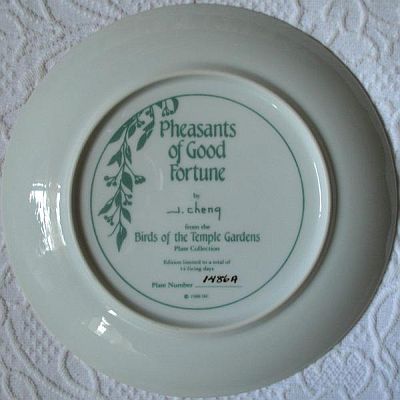 Pheasants
of Good
Fortune
by
J. Cheng
from the
Birds of the Temple Gardens
Plate Collection
Edition limited to a total of
14 firing days
Plate Number 1486A